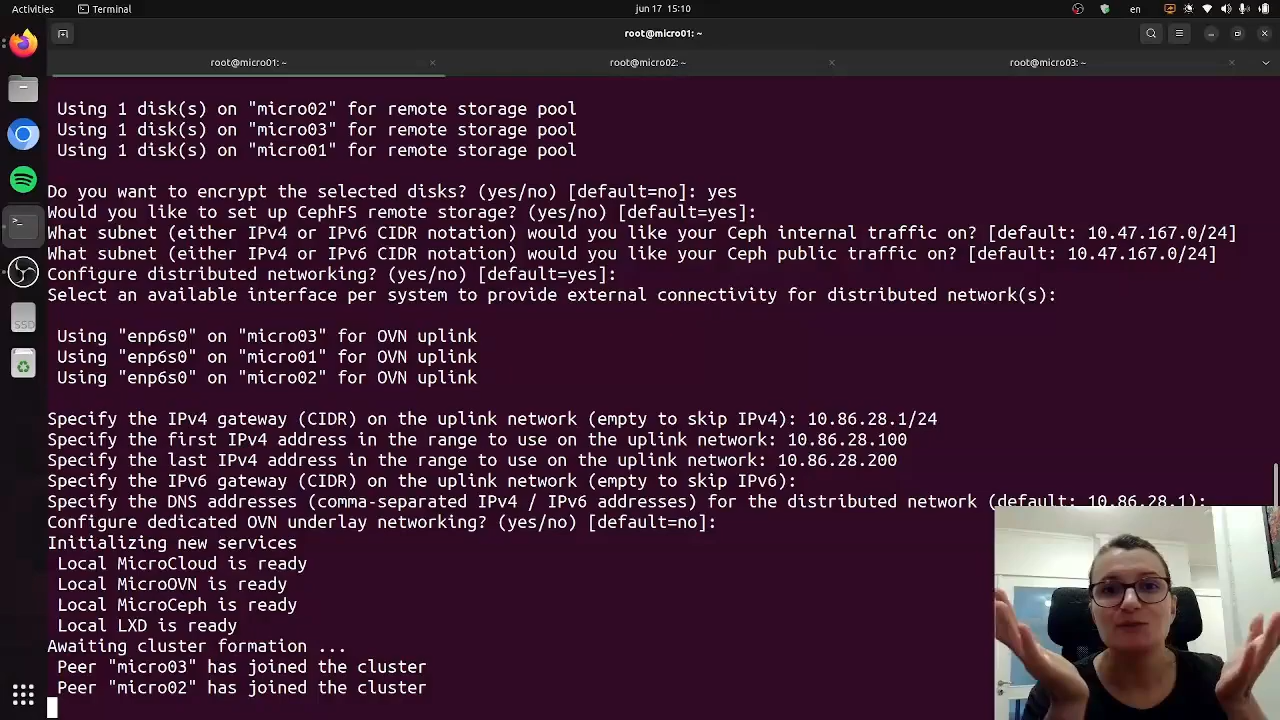 Activities
Terminal
jun 17 15:10
en
root@micro01: ~
root@micro01: ~
root@micro02: ~
root@micro03: ~
Using 1 disk(s) on "micro02" for remote storage pool
Using 1 disk(s) on "micro03" for remote storage pool
Using 1 disk(s) on "micro01" for remote storage pool
Do you want to encrypt the selected disks? (yes/no) [default=no]: yes
Would you like to set up CephFS remote storage? (yes/no) [default=yes]:
What subnet (either IPv4 or IPv6 CIDR notation) would you like your Ceph internal traffic on? [default: 10.47.167.0/24]
What subnet (either IPv4 or IPv6 CIDR notation) would you like your Ceph public traffic on? [default: 10.47.167.0/24]
Configure distributed networking? (yes/no) [default=yes]:
Select an available interface per system to provide external connectivity for distributed network(s):
Using "enp6s0" on "micro03" for OVN uplink
Using "enp6s0" on "micro01" for OVN uplink
Using "enp6s0" on "micro02" for OVN uplink
Specify the IPv4 gateway (CIDR) on the uplink network (empty to skip IPv4): 10.86.28.1/24
Specify the first IPv4 address in the range to use on the uplink network: 10.86.28.100
Specify the last IPv4 address in the range to use on the uplink network: 10.86.28.200
Specify the IPv6 gateway (CIDR) on the uplink network (empty to skip IPv6):
Specify the DNS addresses (comma-separated IPv4 / IPv6 addresses) for the distributed network (default: 10.86.28.1):
Configure dedicated OVN underlay networking? (yes/no) [default=no]:
Initializing new services
Local MicroCloud is ready
Local MicroOVN is ready
Local MicroCeph is ready
Local LXD is ready
Awaiting cluster formation ...
Peer "micro03" has joined the cluster
Peer "micro02" has joined the cluster
SSD